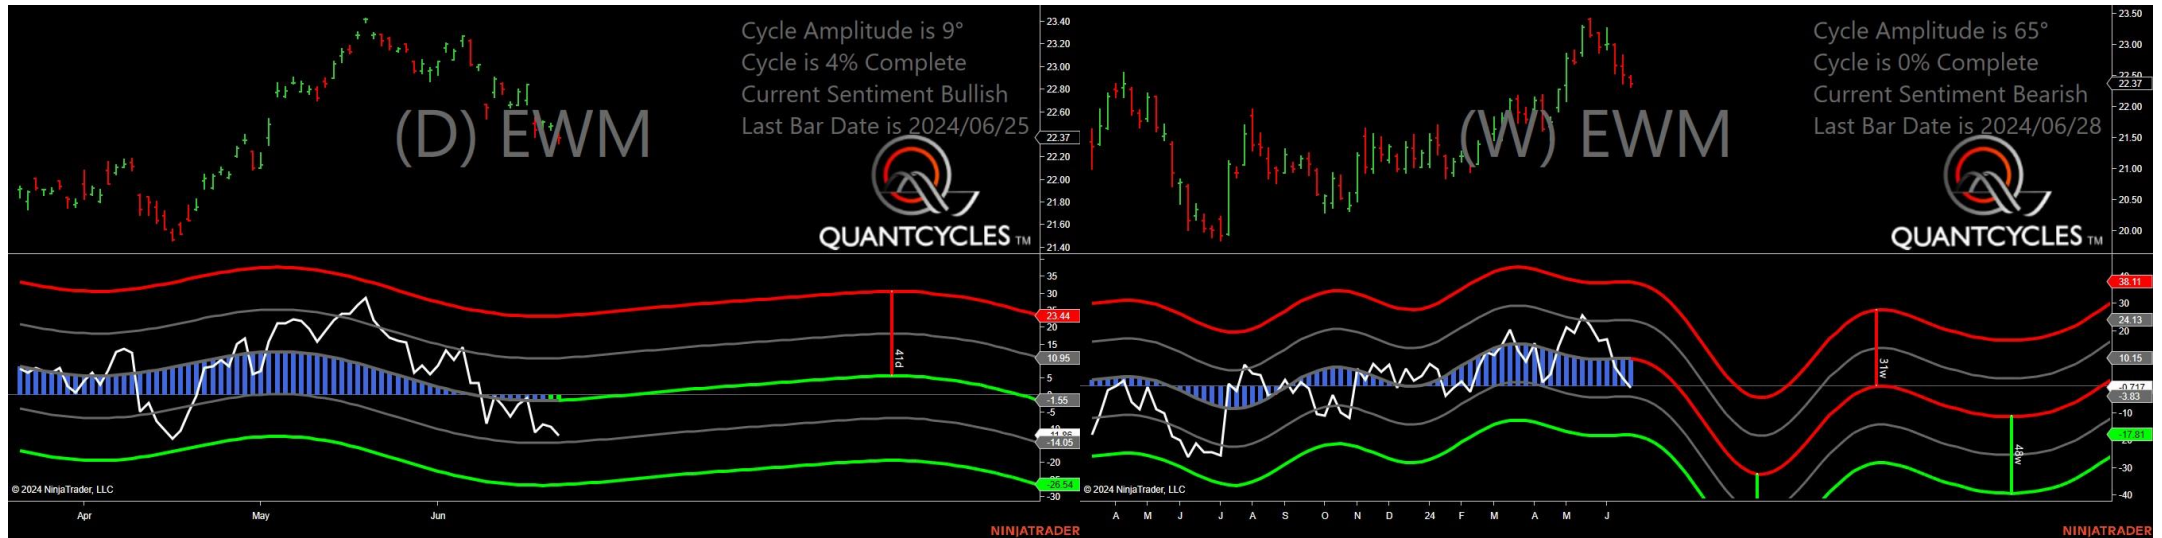 Cycle Amplitude is 9°
Cycle is 4% Complete
Current Sentiment Bullish
Last Bar Date is 2024/06/25
(D) EWM
QUANTCYCLES TM
23.40
23.20
23.00
22.80
22.60
22.37
22.20
22.00
21.80
21.60
21.40
35
30
23.44
20
15
10.95
5
-1.55
-5
-14.05
-20
-26.54
-30
41d
© 2024 NinjaTrader, LLC
Apr
May
Jun
NINJATRADER
Cycle Amplitude is 65°
Cycle is 0% Complete
Current Sentiment Bearish
Last Bar Date is 2024/06/28
(W) EWM
QUANTCYCLES TM
23.50
23.00
22.50
22.37
22.00
21.50
21.00
20.50
20.00
38.11
30
24.13
20
10.15
-0.717
-3.83
-10
-17.81
-30
-40
31w
48w
© 2024 NinjaTrader, LLC
A M J J A S O N D 24 F M A M J
NINJATRADER